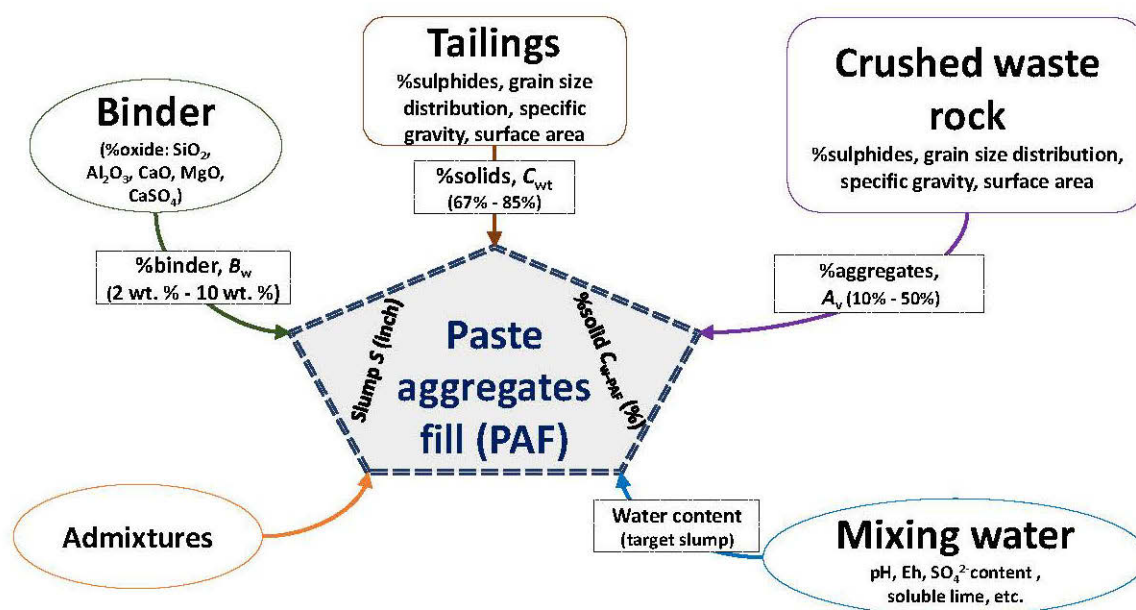 Tailings
%sulphides, grain size
distribution, specific
gravity, surface area
Binder
(%oxide: SiO₂,
Al₂O₃, CaO, MgO,
CaSO₄)
Crushed waste
rock
%sulphides, grain size distribution,
specific gravity, surface area
%solids, Cwt
(67% - 85%)
%binder, Bw
(2 wt. % - 10 wt. %)
%aggregates,
Av (10% - 50%)
Slump S (inch)
%solid Cw-PAF (%)
Paste
aggregates
fill (PAF)
Admixtures
Water content
(target slump)
Mixing water
pH, Eh, SO₄²⁻content ,
soluble lime, etc.